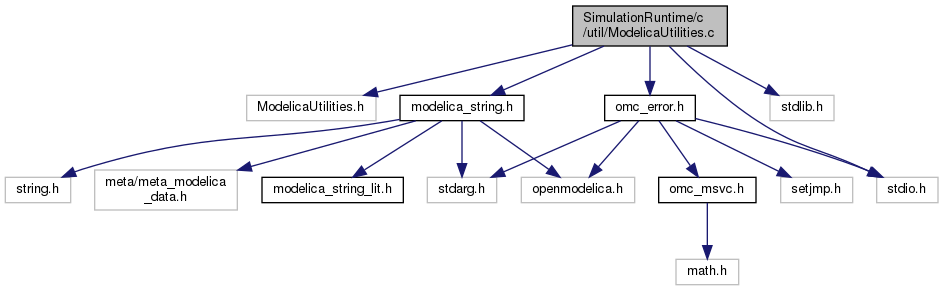 SimulationRuntime/c
/util/ModelicaUtilities.c
ModelicaUtilities.h
modelica_string.h
omc_error.h
stdlib.h
string.h
meta/meta_modelica
_data.h
modelica_string_lit.h
stdarg.h
openmodelica.h
omc_msvc.h
setjmp.h
stdio.h
math.h